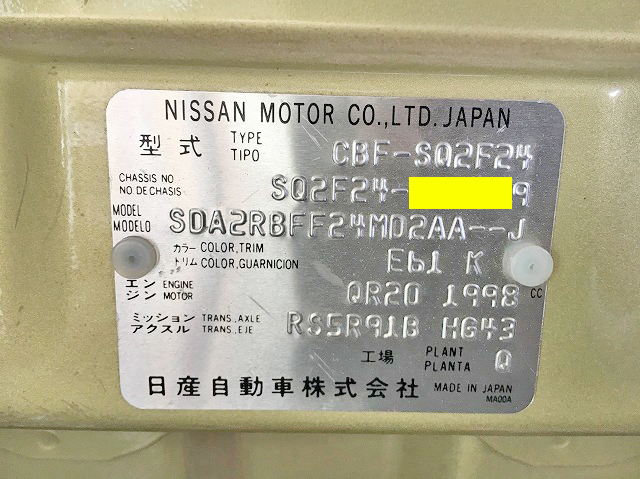 NISSAN MOTOR CO.,LTD. JAPAN
型式 TYPE TIPO CBF-SQ2F24
CHASSIS NO NO DE CHASIS SQ2F24- 9
MODEL MODELO SDA2RBFF24MD2AA--J
カラー COLOR,TRIM
トリム COLOR,GUARNICION Eb1 K
エンジン ENGINE MOTOR QR20 1998 CC
ミッション TRANS.,AXLE
アクスル TRANS.,EJE RS5R91B HG43
工場 PLANT PLANTA Q
日産自動車株式会社 MADE IN JAPAN
MA00A